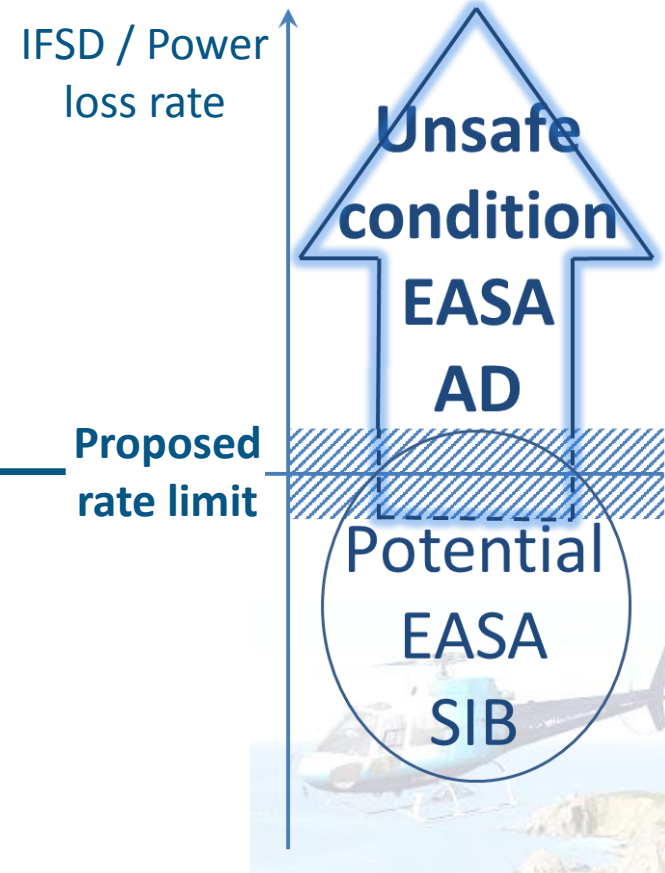 IFSD / Power
loss rate
Unsafe
condition
EASA
AD
Proposed
rate limit
Potential
EASA
SIB